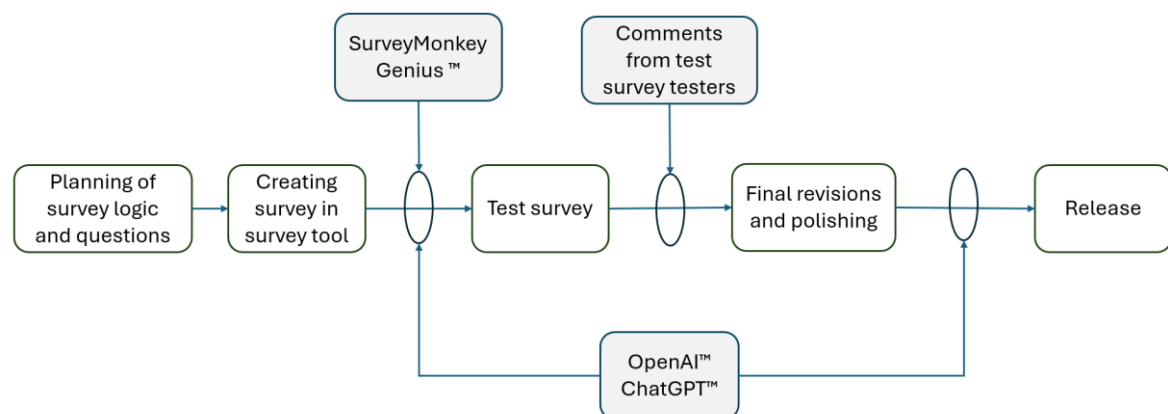 SurveyMonkey
Genius ™
Comments
from test
survey testers
Planning of
survey logic
and questions
Creating
survey in
survey tool
Test survey
Final revisions
and polishing
Release
OpenAI™
ChatGPT™